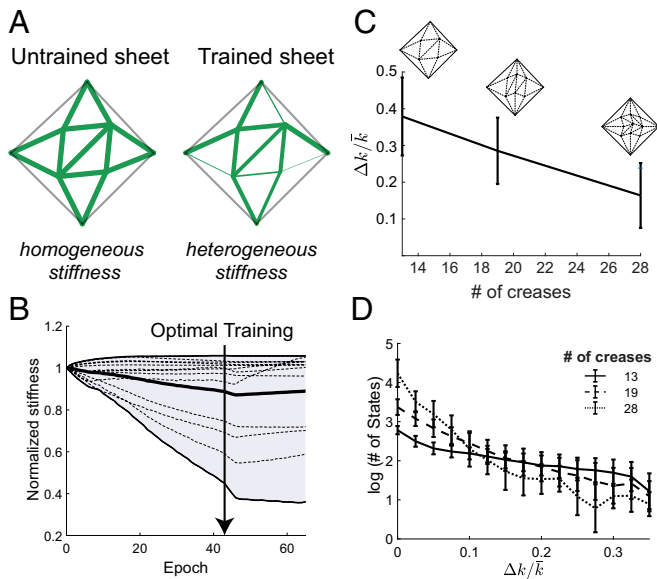 A
Untrained sheet
Trained sheet
homogeneous
stiffness
heterogeneous
stiffness
B
Optimal Training
1.2
1
0.8
0.6
0.4
0.2
Normalized stiffness
0
20
40
60
Epoch
C
0.5
0.4
0.3
0.2
0.1
Δk/k̄
14 16 18 20 22 24 26 28
# of creases
D
5
4
3
2
1
0
log (# of States)
# of creases
13
19
28
0
0.1
0.2
0.3
Δk/k̄